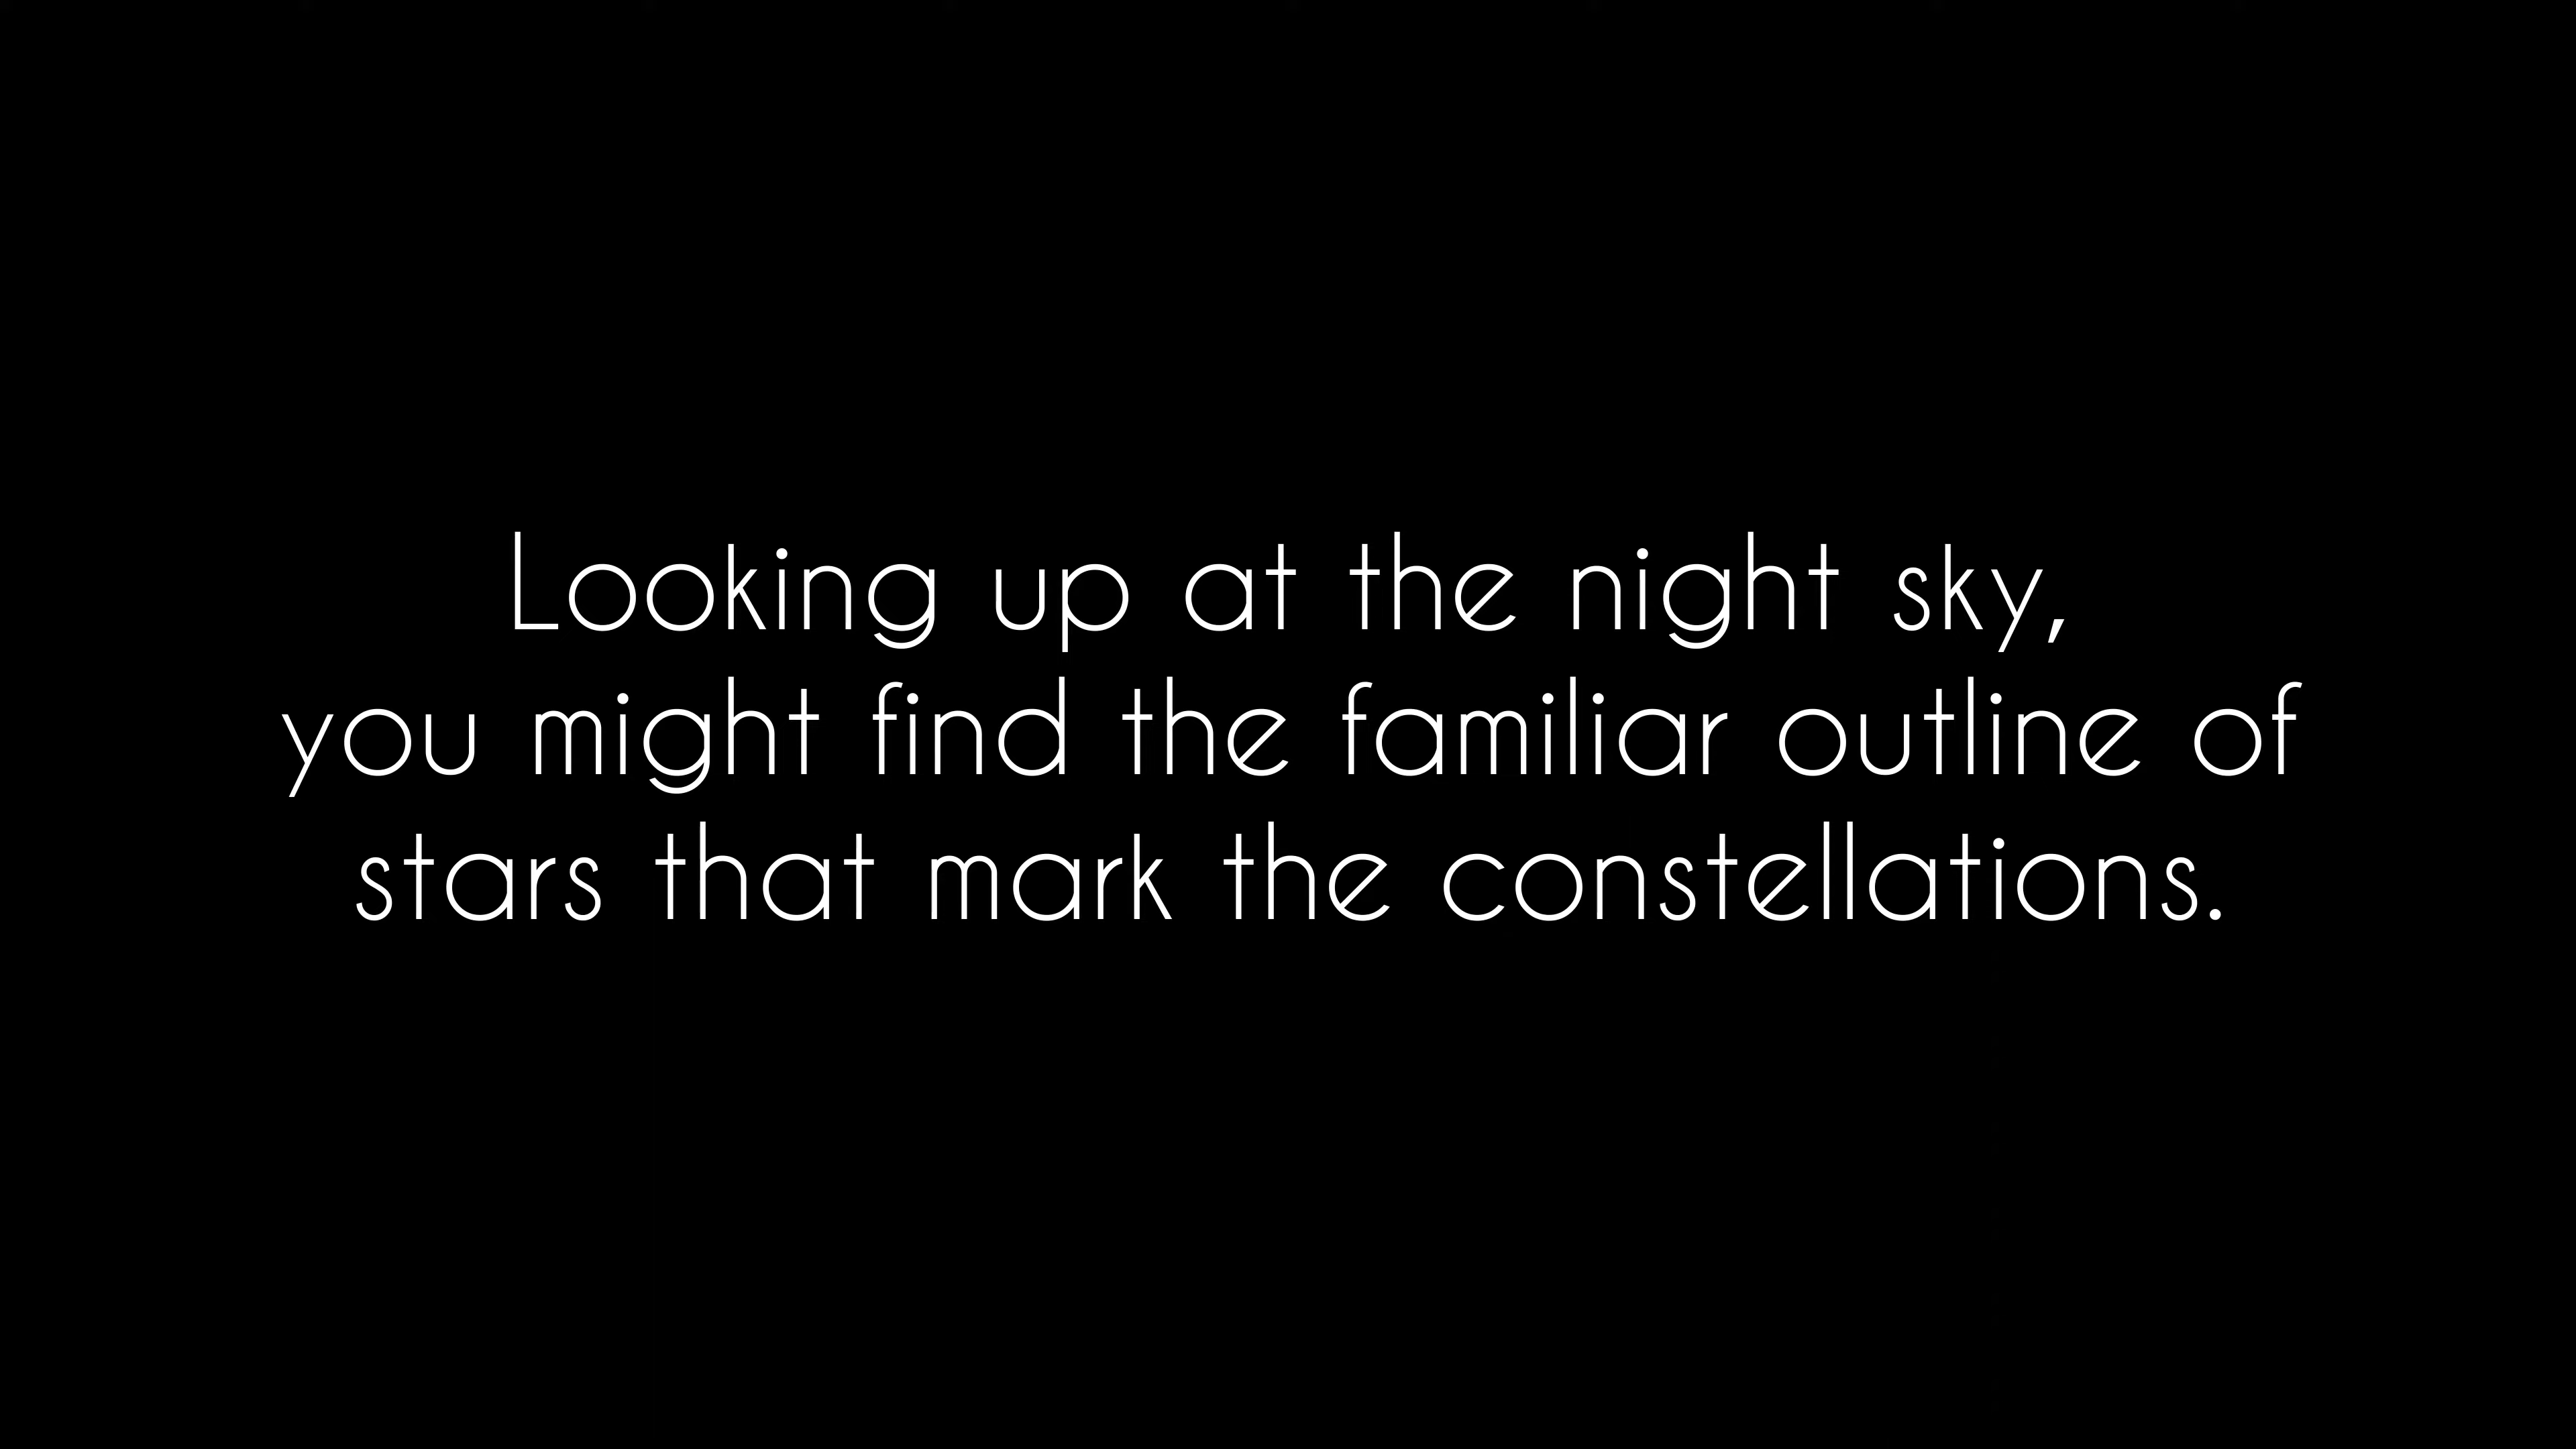 Looking up at the night sky,
you might find the familiar outline of
stars that mark the constellations.